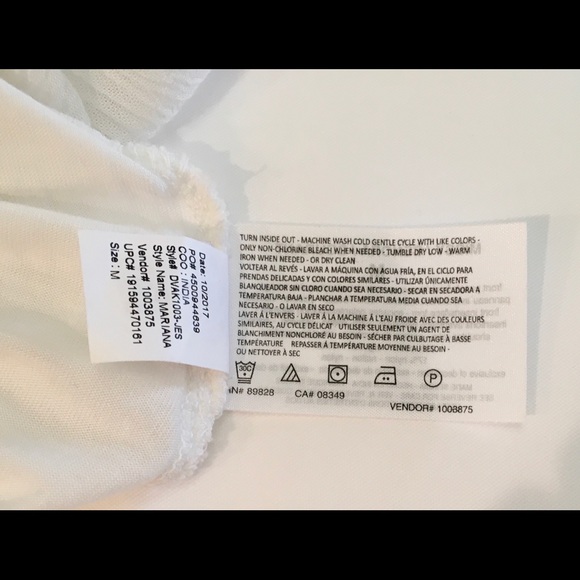 Date: 10/2017
PO# 4500944639
COO : INDIA
Style# DVAK1003-JES
Style Name: MARIANA
Vendor# 1003875
UPC# 191594470161
Size : M
TURN INSIDE OUT - MACHINE WASH COLD GENTLE CYCLE WITH LIKE COLORS -
ONLY NON-CHLORINE BLEACH WHEN NEEDED - TUMBLE DRY LOW - WARM
IRON WHEN NEEDED - OR DRY CLEAN
VOLTEAR AL REVÉS - LAVAR A MÁQUINA CON AGUA FRÍA, EN EL CICLO PARA
PRENDAS DELICADAS Y CON COLORES SIMILARES - UTILIZAR ÚNICAMENTE
BLANQUEADOR SIN CLORO CUANDO SEA NECESARIO - SECAR EN SECADORA A
TEMPERATURA BAJA - PLANCHAR A TEMPERATURA MEDIA CUANDO SEA
NECESARIO - O LAVAR EN SECO
LAVER À L'ENVERS - LAVER À LA MACHINE À L'EAU FROIDE AVEC DES COULEURS
SIMILAIRES, AU CYCLE DÉLICAT - UTILISER SEULEMENT UN AGENT DE
BLANCHIMENT SANS CHLORE AU BESOIN - SÉCHER PAR CULBUTAGE À BASSE
TEMPÉRATURE REPASSER À TEMPÉRATURE MOYENNE AU BESOIN -
OU NETTOYER À SEC
30C
P
N# 89828
CA# 08349
VENDOR# 1008875